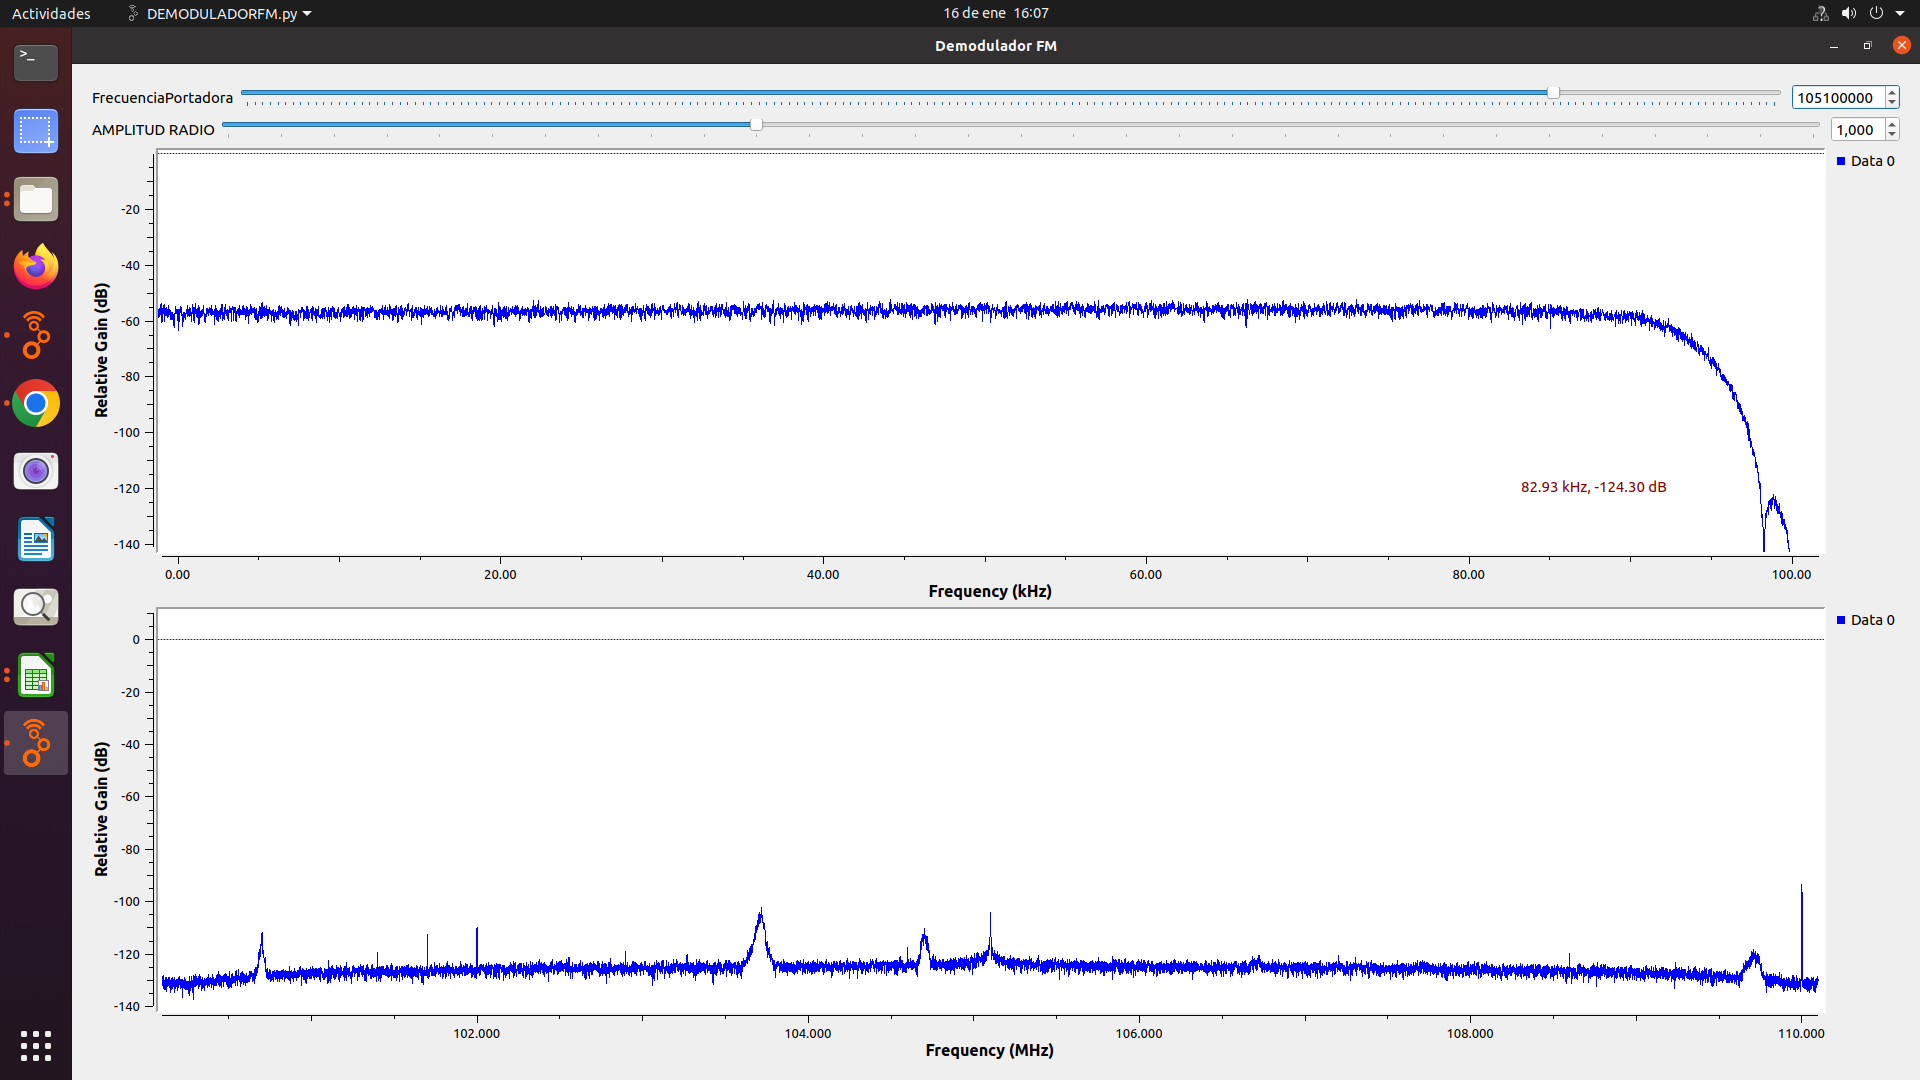 Actividades DEMODULADORFM.py 16 de ene 16:07
Demodulador FM
FrecuenciaPortadora 105100000
AMPLITUD RADIO 1,000
Data 0
-20
-40
-60
-80
-100
-120
-140
Relative Gain (dB)
82.93 kHz, -124.30 dB
0.00 20.00 40.00 60.00 80.00 100.00
Frequency (kHz)
Data 0
0
-20
-40
-60
-80
-100
-120
-140
Relative Gain (dB)
102.000 104.000 106.000 108.000 110.000
Frequency (MHz)